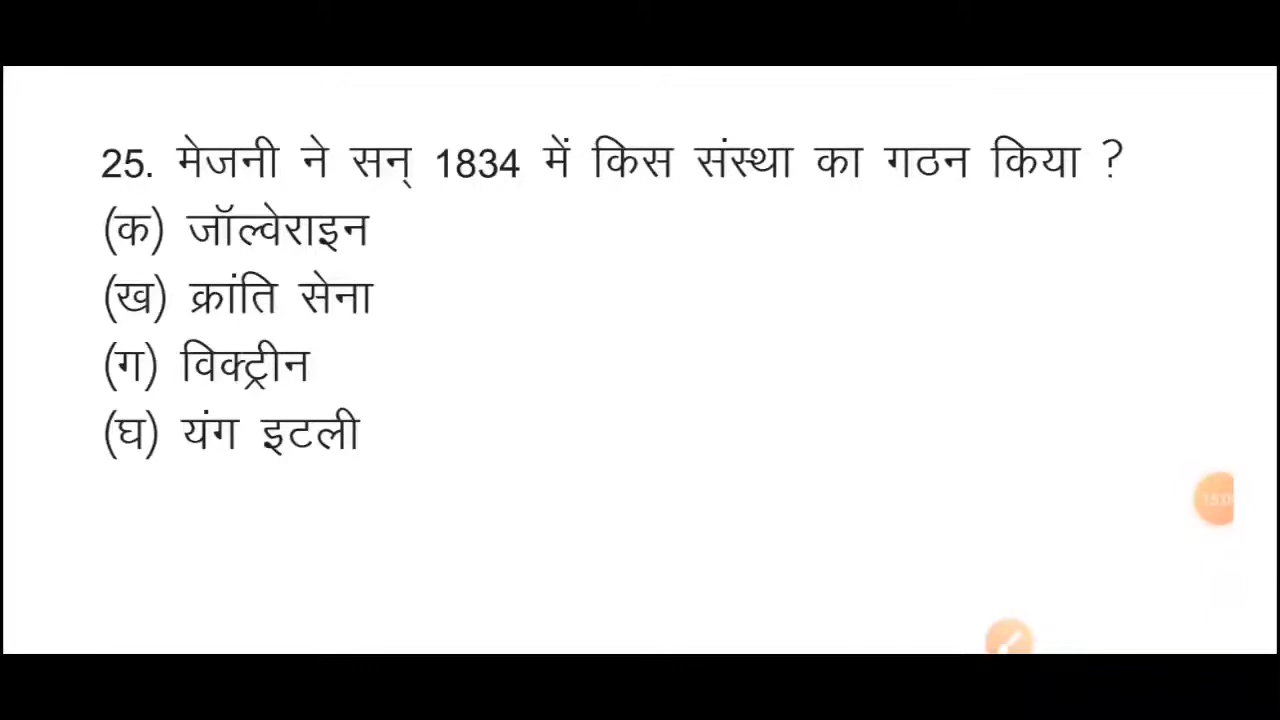 25. मेजनी ने सन् 1834 में किस संस्था का गठन किया ?
(क) जॉल्वेराइन
(ख) क्रांति सेना
(ग) विक्ट्रीन
(घ) यंग इटली